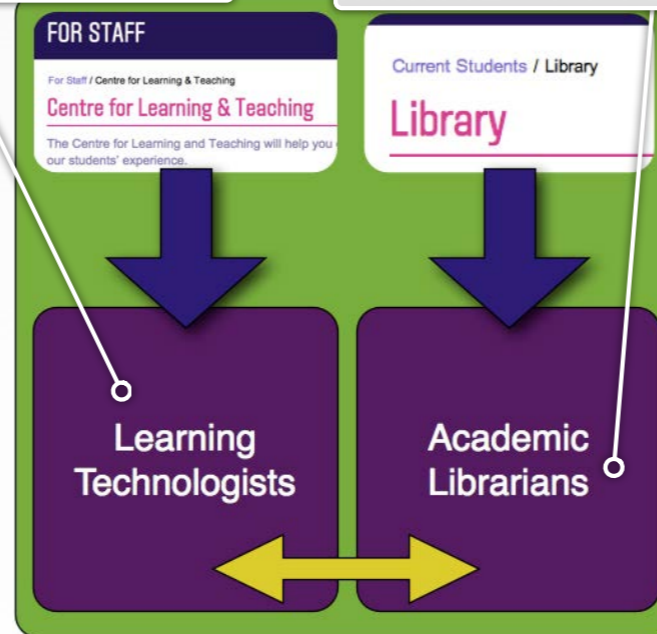 FOR STAFF
For Staff / Centre for Learning & Teaching
Centre for Learning & Teaching
The Centre for Learning and Teaching will help you
our students' experience.
Current Students / Library
Library
Learning
Technologists
Academic
Librarians